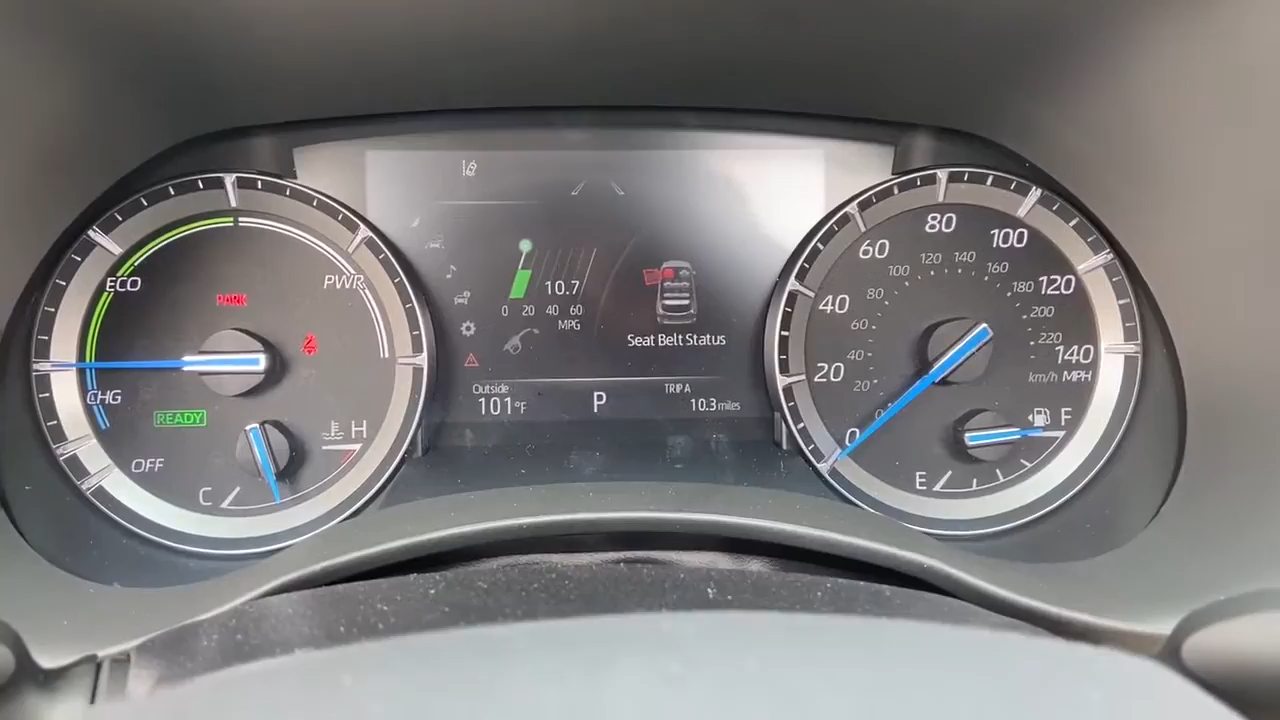 ECO
PWR
PARK
CHG
READY
OFF
C
H
10.7
0 20 40 60
MPG
Seat Belt Status
Outside
101°F
P
TRIP A
10.3 miles
0
20
40
60
80
100
120
140
km/h MPH
0
20
40
60
80
100
120
140
160
180
200
220
E
F